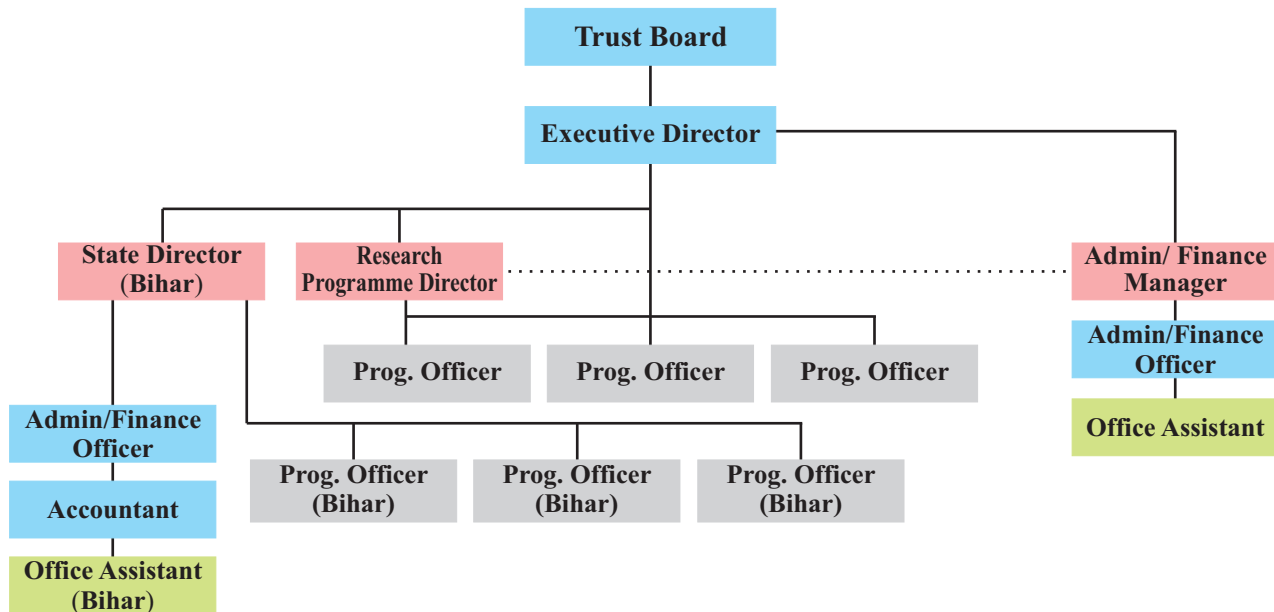 Trust Board
Executive Director
State Director
(Bihar)
Research
Programme Director
Admin/ Finance
Manager
Prog. Officer
Prog. Officer
Prog. Officer
Admin/Finance
Officer
Admin/Finance
Officer
Office Assistant
Prog. Officer
(Bihar)
Prog. Officer
(Bihar)
Prog. Officer
(Bihar)
Accountant
Office Assistant
(Bihar)